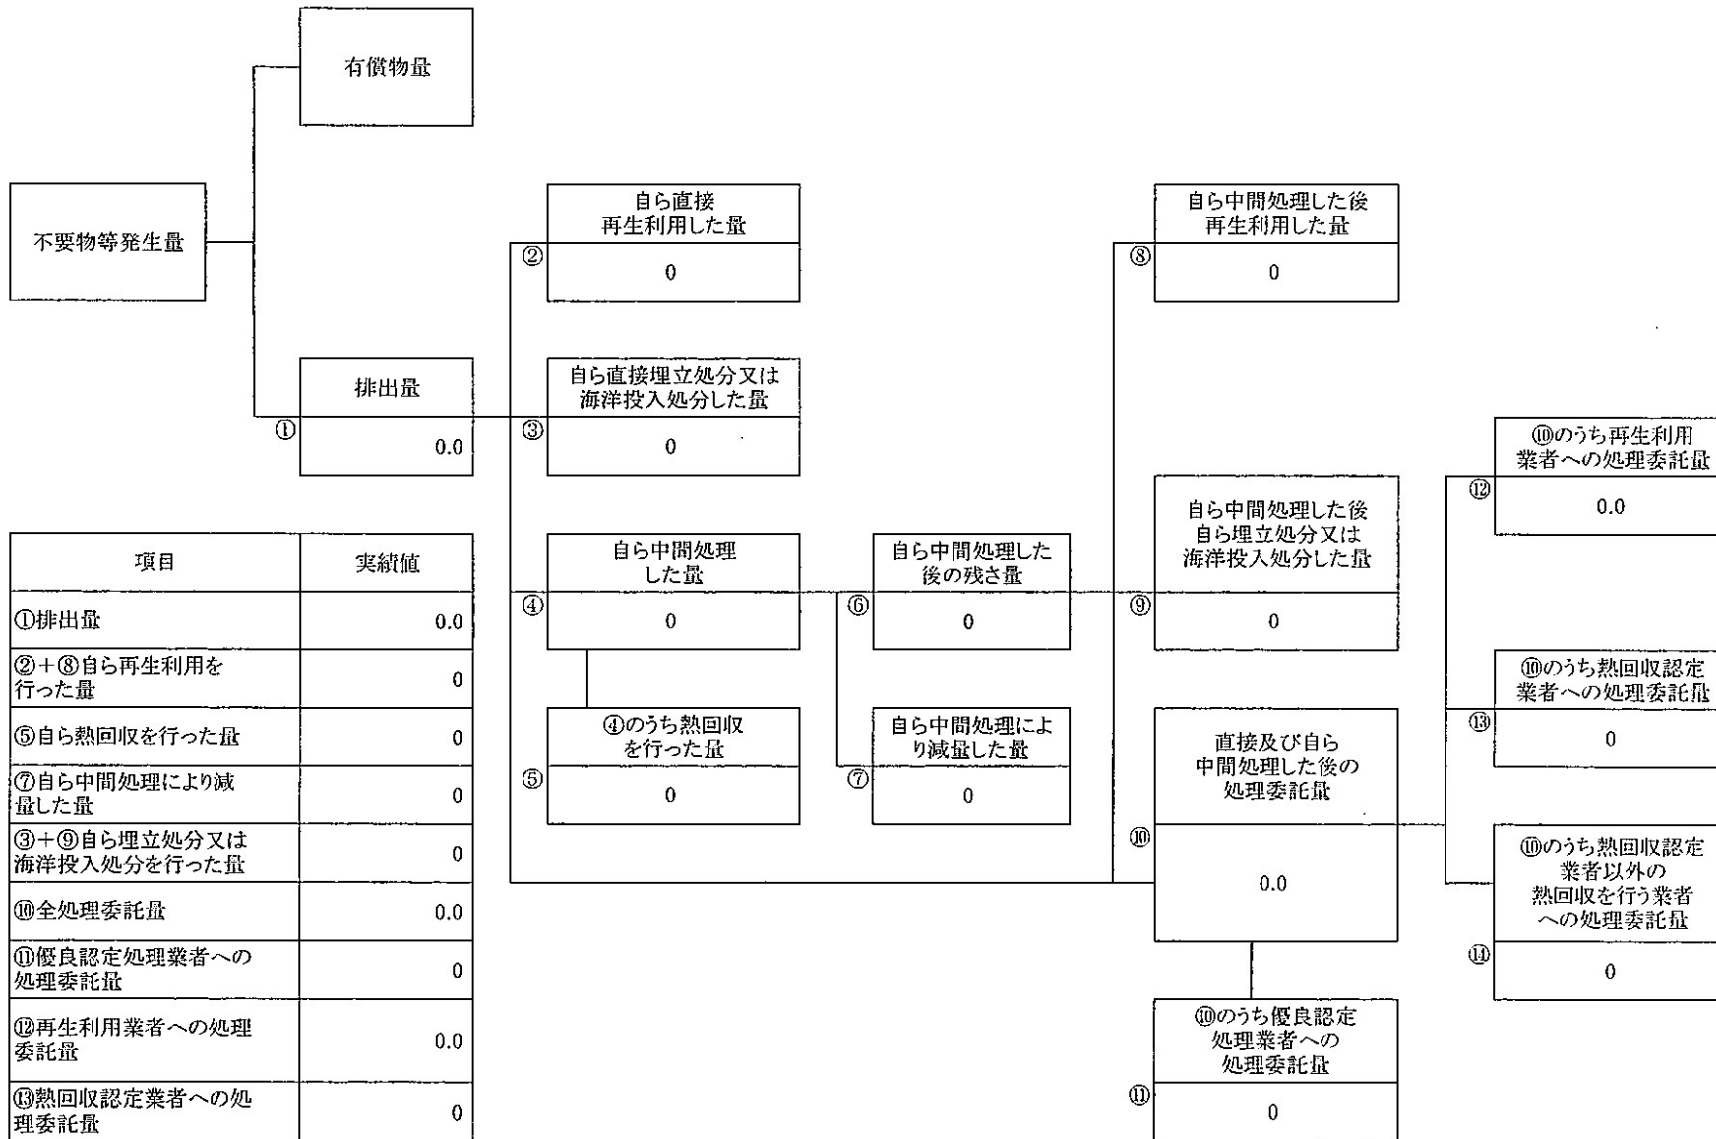 有償物量
不要物等発生量
排出量
①
0.0
自ら直接
再生利用した量
②
0
自ら直接埋立処分又は
海洋投入処分した量
③
0
自ら中間処理
した量
④
0
④のうち熱回収
を行った量
⑤
0
自ら中間処理した
後の残さ量
⑥
0
自ら中間処理によ
り減量した量
⑦
0
自ら中間処理した後
再生利用した量
⑧
0
自ら中間処理した後
自ら埋立処分又は
海洋投入処分した量
⑨
0
直接及び自ら
中間処理した後の
処理委託量
⑩
0.0
⑩のうち優良認定
処理業者への
処理委託量
⑪
0
⑩のうち再生利用
業者への処理委託量
⑫
0.0
⑩のうち熱回収認定
業者への処理委託量
⑬
0
⑩のうち熱回収認定
業者以外の
熱回収を行う業者
への処理委託量
⑭
0
項目 実績値
①排出量 0.0
②+⑧自ら再生利用を
行った量 0
⑤自ら熱回収を行った量 0
⑦自ら中間処理により減
量した量 0
③+⑨自ら埋立処分又は
海洋投入処分を行った量 0
⑩全処理委託量 0.0
⑪優良認定処理業者への
処理委託量 0
⑫再生利用業者への処理
委託量 0.0
⑬熱回収認定業者への処
理委託量 0